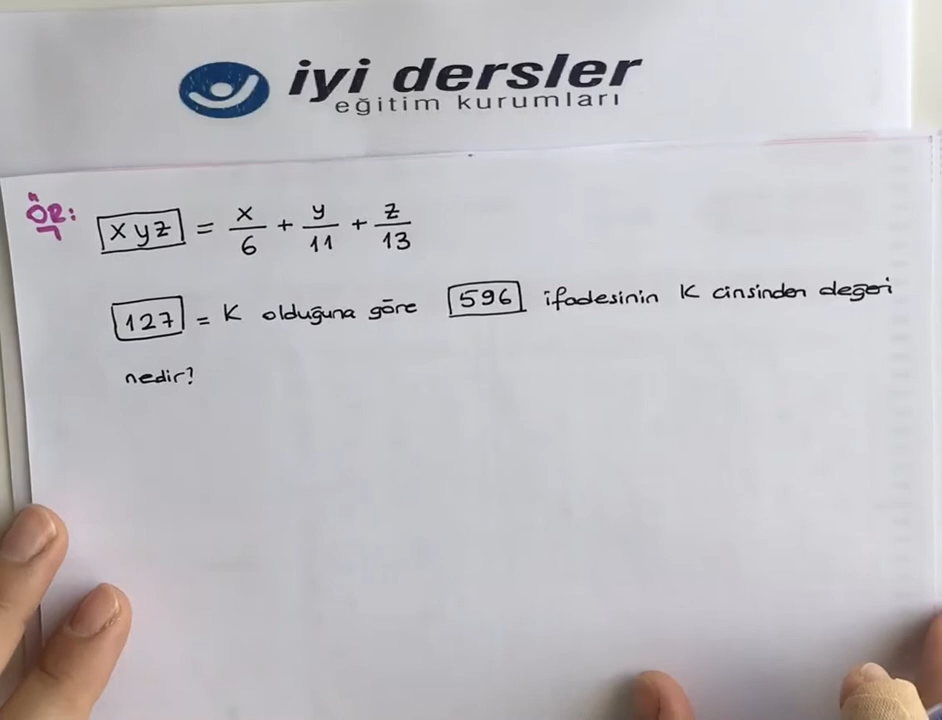 iyi dersler
eğitim kurumları
ÖR: xyz = x/6 + y/11 + z/13
127 = K olduğuna göre 596 ifadesinin K cinsinden değeri
nedir?